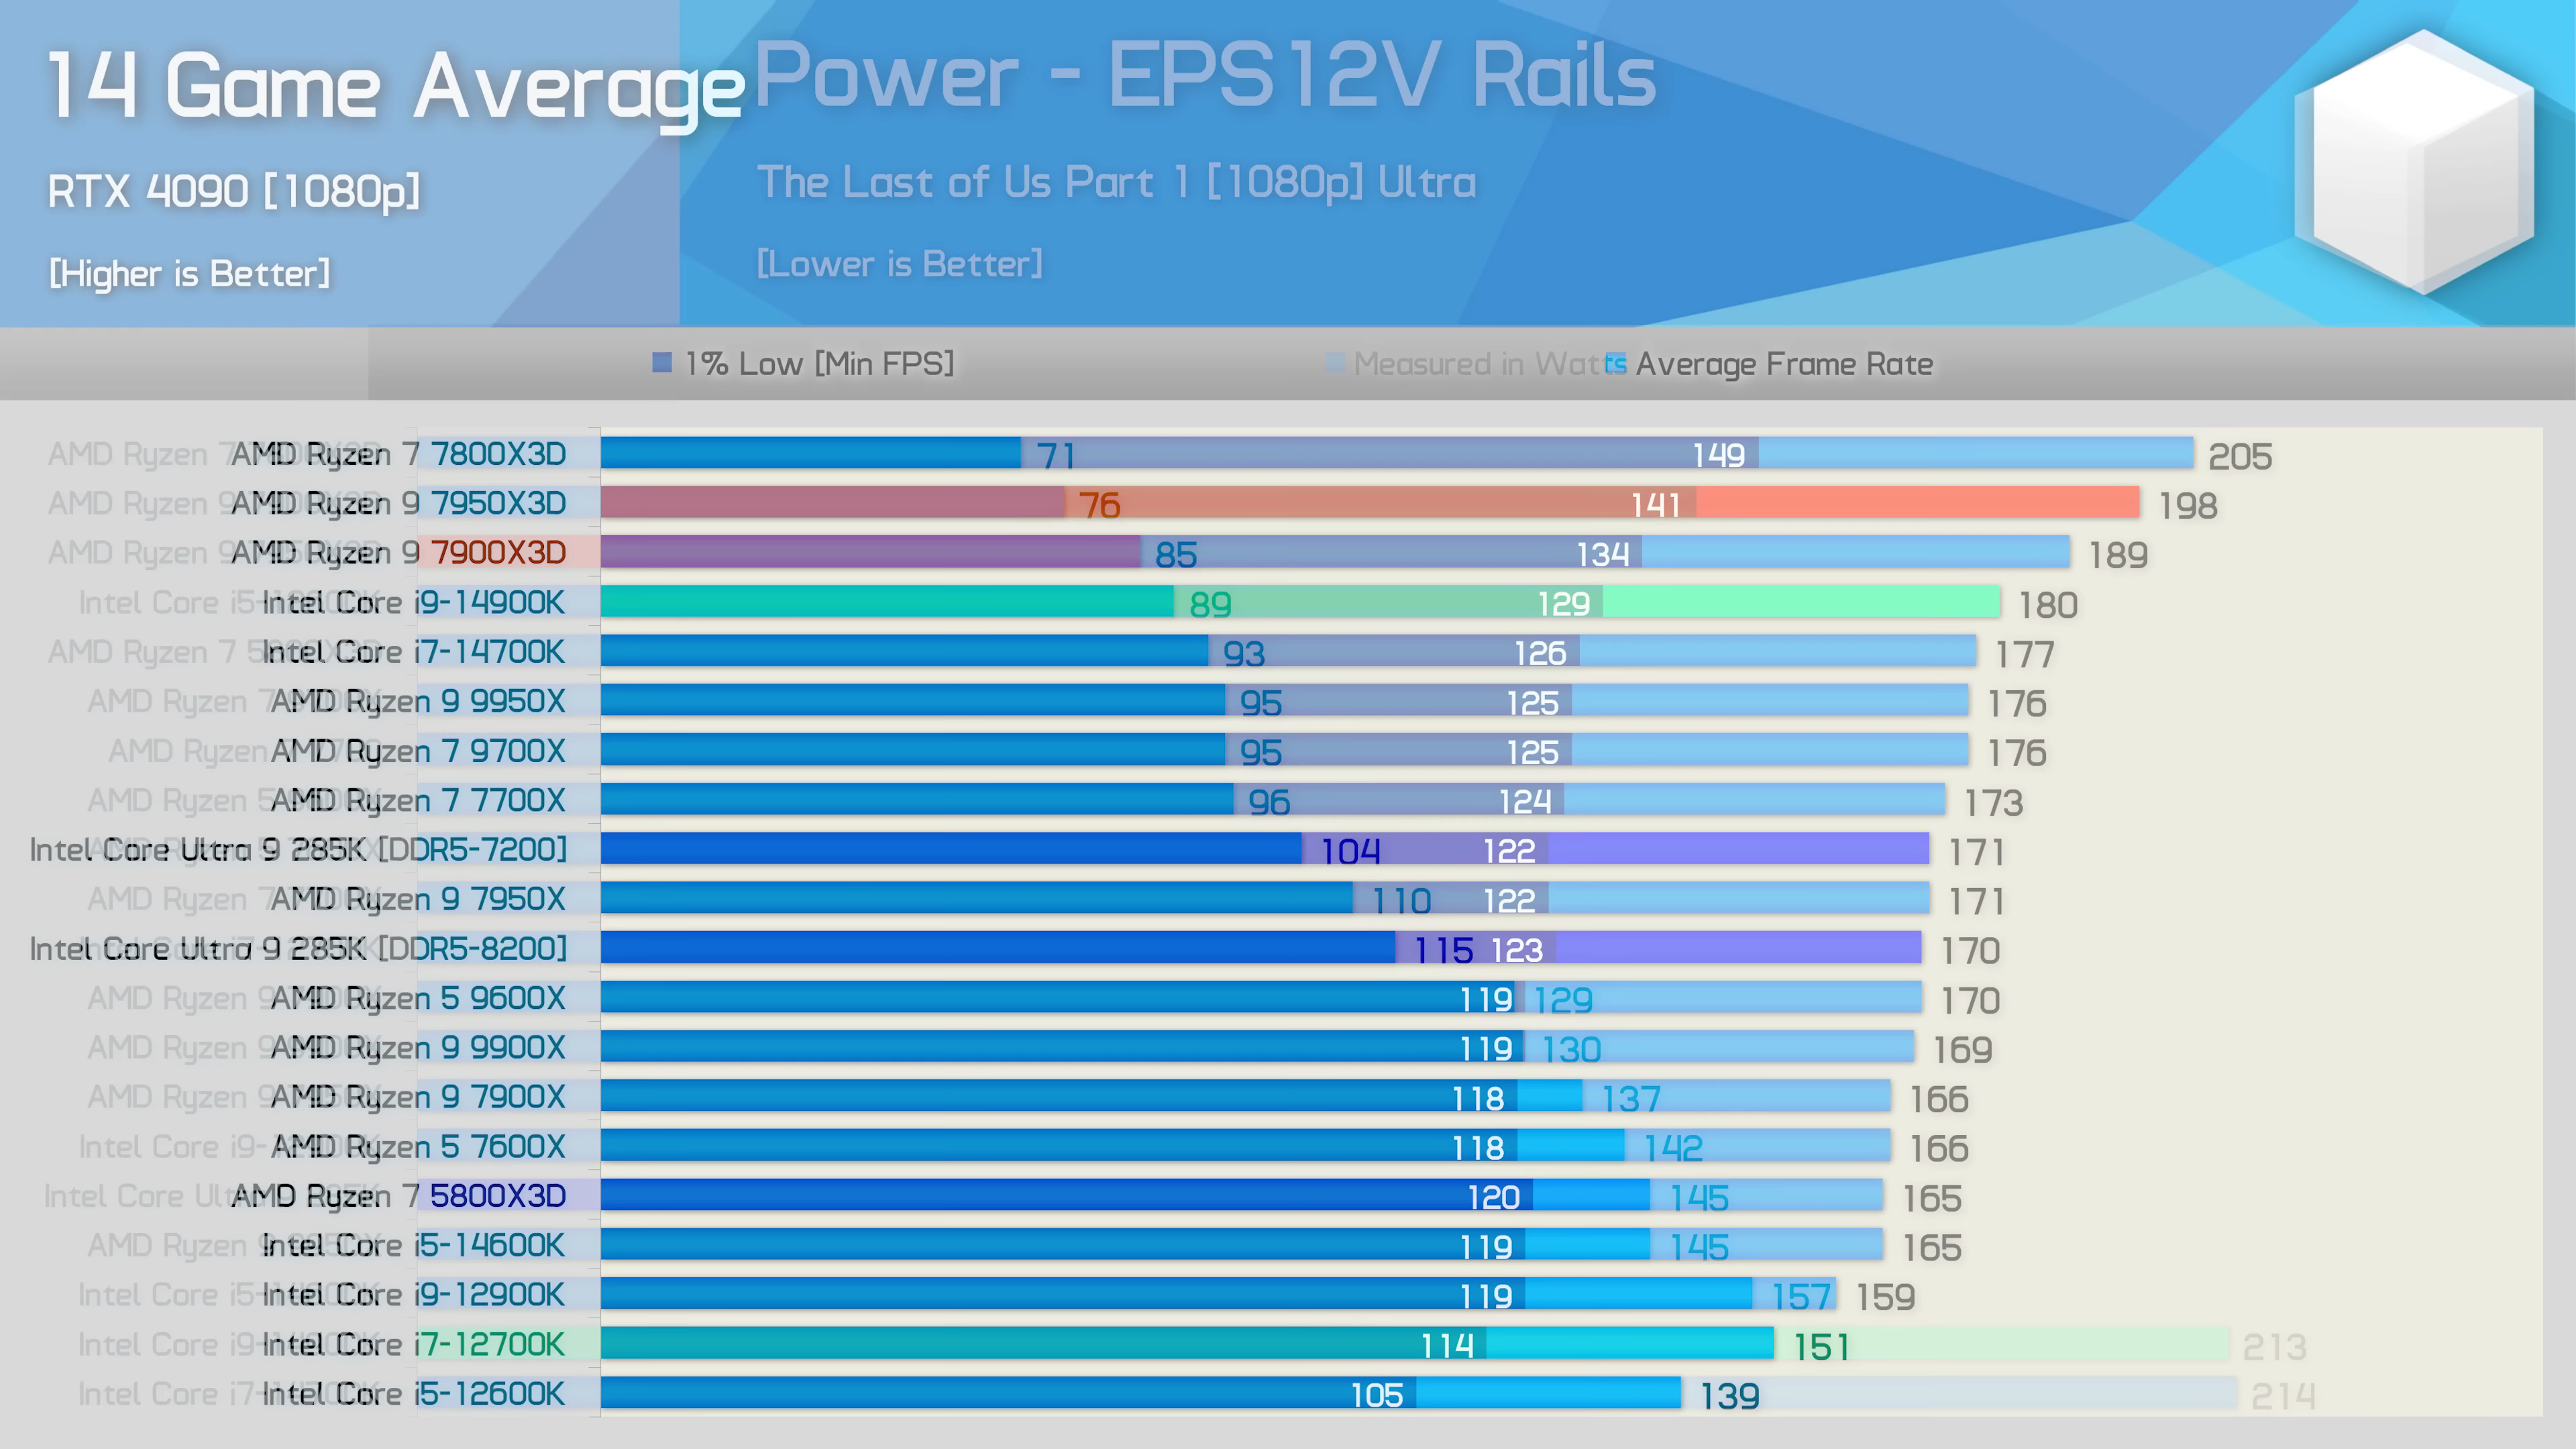 14 Game Average
Power - EPS12V Rails
RTX 4090 [1080p]
The Last of Us Part 1 [1080p] Ultra
[Higher is Better]
[Lower is Better]
1% Low [Min FPS]
Measured in Watts
Average Frame Rate
AMD Ryzen 7 7800X3D 71 149 205
AMD Ryzen 9 7950X3D 76 141 198
AMD Ryzen 9 7900X3D 85 134 189
Intel Core i9-14900K 89 129 180
Intel Core i7-14700K 93 126 177
AMD Ryzen 9 9950X 95 125 176
AMD Ryzen 7 9700X 95 125 176
AMD Ryzen 7 7700X 96 124 173
Intel Core Ultra 9 285K [DDR5-7200] 104 122 171
AMD Ryzen 9 7950X 110 122 171
Intel Core Ultra 9 285K [DDR5-8200] 115 123 170
AMD Ryzen 5 9600X 119 129 170
AMD Ryzen 9 9900X 119 130 169
AMD Ryzen 9 7900X 118 137 166
AMD Ryzen 5 7600X 118 142 166
AMD Ryzen 7 5800X3D 120 145 165
Intel Core i5-14600K 119 145 165
Intel Core i9-12900K 119 157 159
Intel Core i7-12700K 114 151 213
Intel Core i5-12600K 105 139 214